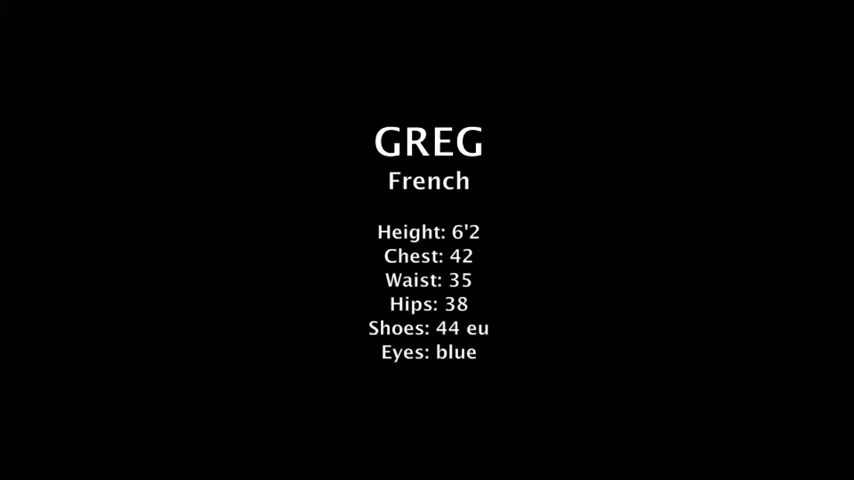 GREG
French
Height: 6'2
Chest: 42
Waist: 35
Hips: 38
Shoes: 44 eu
Eyes: blue